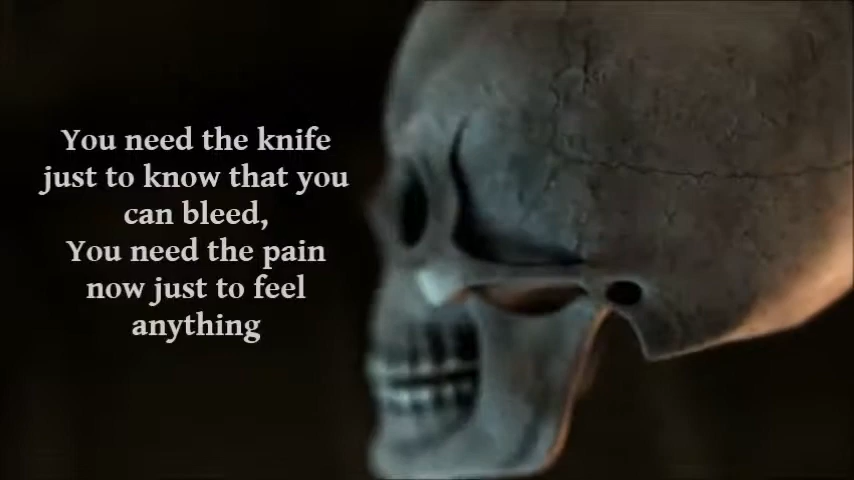 You need the knife
just to know that you
can bleed,
You need the pain
now just to feel
anything